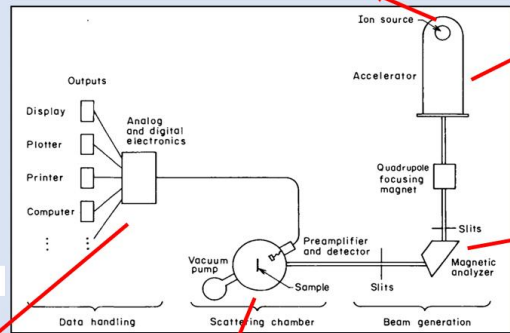 Ion source
Accelerator
Outputs
Display
Plotter
Printer
Computer
Analog
and digital
electronics
Quadrupole
focusing
magnet
Slits
Preamplifier
and detector
Vacuum
pump
Sample
Slits
Magnetic
analyzer
Data handling
Scattering chamber
Beam generation